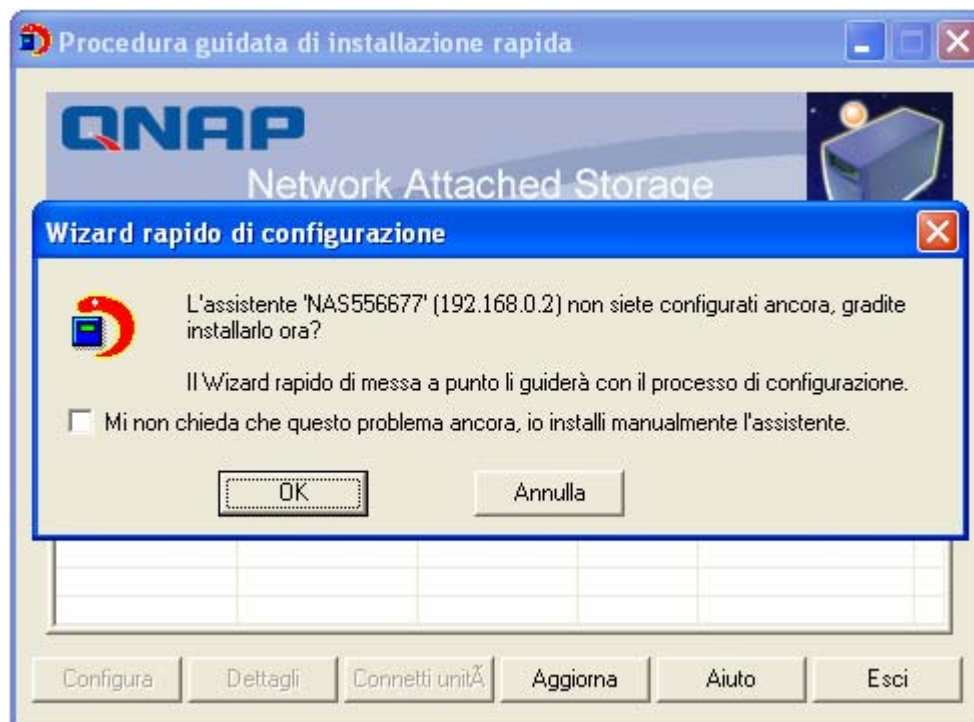 Procedura guidata di installazione rapida
QNAP
Network Attached Storage
Wizard rapido di configurazione
L'assistente 'NAS556677' (192.168.0.2) non siete configurati ancora, gradite
installarlo ora?
Il Wizard rapido di messa a punto li guiderà con il processo di configurazione.
Mi non chieda che questo problema ancora, io installi manualmente l'assistente.
OK
Annulla
Configura
Dettagli
Connetti unitÃ
Aggiorna
Aiuto
Esci